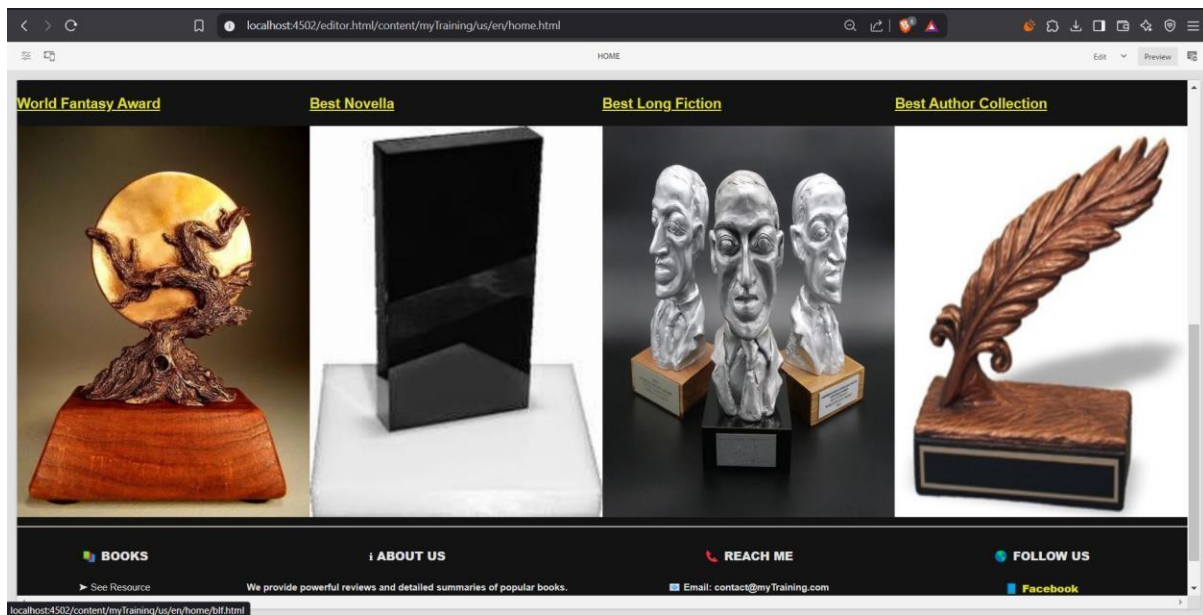 localhost:4502/editor.html/content/myTraining/us/en/home.html
HOME
Edit
Preview
World Fantasy Award
Best Novella
Best Long Fiction
Best Author Collection
BOOKS
ABOUT US
REACH ME
FOLLOW US
➤ See Resource
We provide powerful reviews and detailed summaries of popular books.
Email: contact@myTraining.com
Facebook
localhost:4502/content/myTraining/us/en/home/blf.html